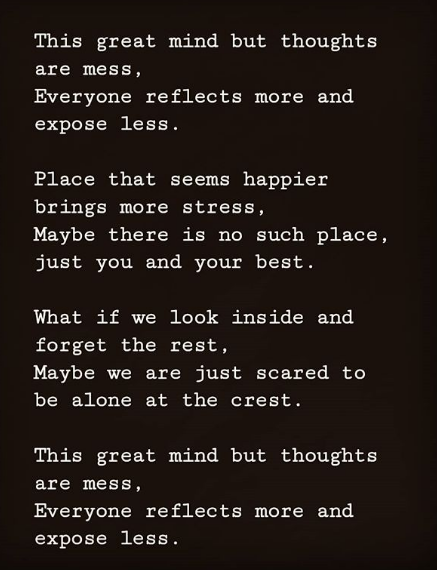 This great mind but thoughts
are mess,
Everyone reflects more and
expose less.
Place that seems happier
brings more stress,
Maybe there is no such place,
just you and your best.
What if we look inside and
forget the rest,
Maybe we are just scared to
be alone at the crest.
This great mind but thoughts
are mess,
Everyone reflects more and
expose less.